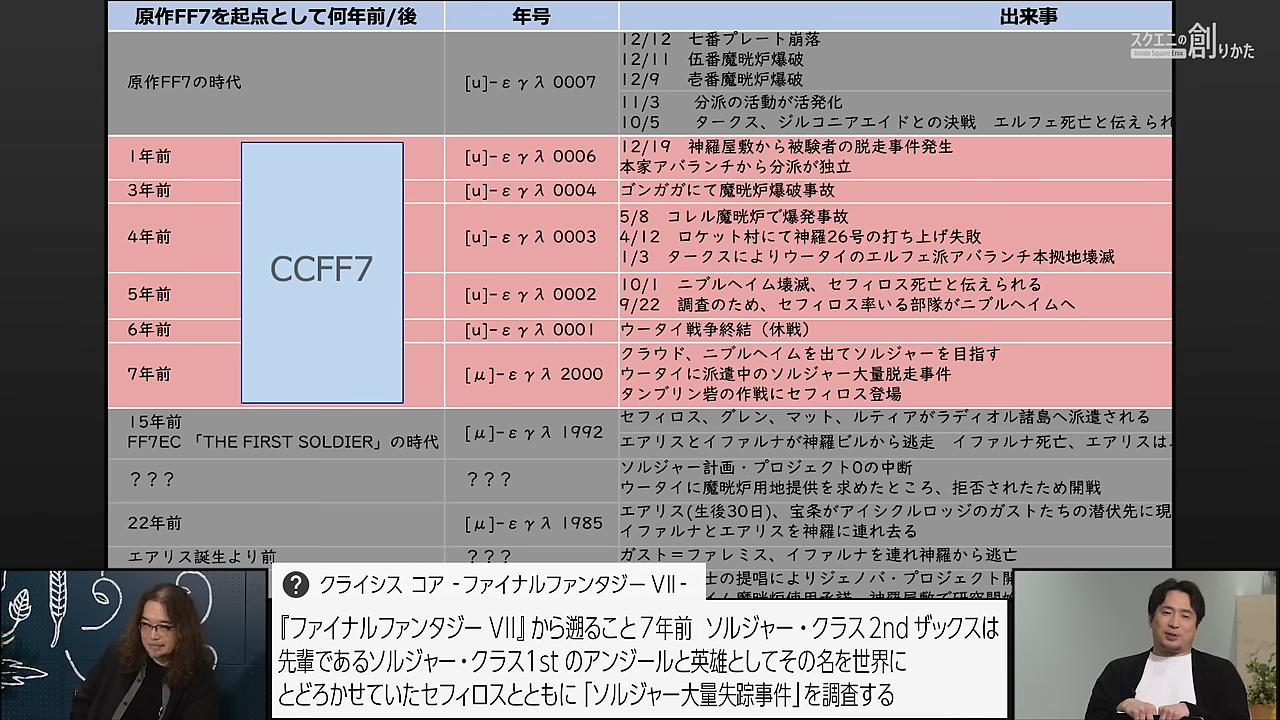 原作FF7を起点として何年前/後 年号 出来事
スクエニの創りかた
Inside Square Enix
原作FF7の時代 [u]-εγλ 0007
12/12 七番プレート崩落
12/11 伍番魔晄炉爆破
12/9 壱番魔晄炉爆破
11/3 分派の活動が活発化
10/5 タークス、ジルコニアエイドとの決戦 エルフェ死亡と伝えられ
1年前 [u]-εγλ 0006
12/19 神羅屋敷から被験者の脱走事件発生
本家アバランチから分派が独立
3年前 [u]-εγλ 0004 ゴンガガにて魔晄炉爆破事故
4年前 [u]-εγλ 0003
5/8 コレル魔晄炉で爆発事故
4/12 ロケット村にて神羅26号の打ち上げ失敗
1/3 タークスによりウータイのエルフェ派アバランチ本拠地壊滅
CCFF7
5年前 [u]-εγλ 0002
10/1 ニブルヘイム壊滅、セフィロス死亡と伝えられる
9/22 調査のため、セフィロス率いる部隊がニブルヘイムへ
6年前 [u]-εγλ 0001 ウータイ戦争終結（休戦）
7年前 [μ]-εγλ 2000
クラウド、ニブルヘイムを出てソルジャーを目指す
ウータイに派遣中のソルジャー大量脱走事件
タンブリン砦の作戦にセフィロス登場
15年前
FF7EC 「THE FIRST SOLDIER」の時代 [μ]-εγλ 1992
セフィロス、グレン、マット、ルティアがラディオル諸島へ派遣される
エアリスとイファルナが神羅ビルから逃走 イファルナ死亡、エアリスは
？？？ ？？？
ソルジャー計画・プロジェクト0の中断
ウータイに魔晄炉用地提供を求めたところ、拒否されたため開戦
22年前 [μ]-εγλ 1985
エアリス(生後30日)、宝条がアイシクルロッジのガストたちの潜伏先に現
イファルナとエアリスを神羅に連れ去る
エアリス誕生より前 ？？？ ガスト＝ファレミス、イファルナを連れ神羅から逃亡
士の提唱によりジェノバ・プロジェクト開
? クライシス コア -ファイナルファンタジー VII-
『ファイナルファンタジー VII』から遡ること7年前 ソルジャー・クラス2nd ザックスは
先輩であるソルジャー・クラス1st のアンジールと英雄としてその名を世界に
とどろかせていたセフィロスとともに「ソルジャー大量失踪事件」を調査する